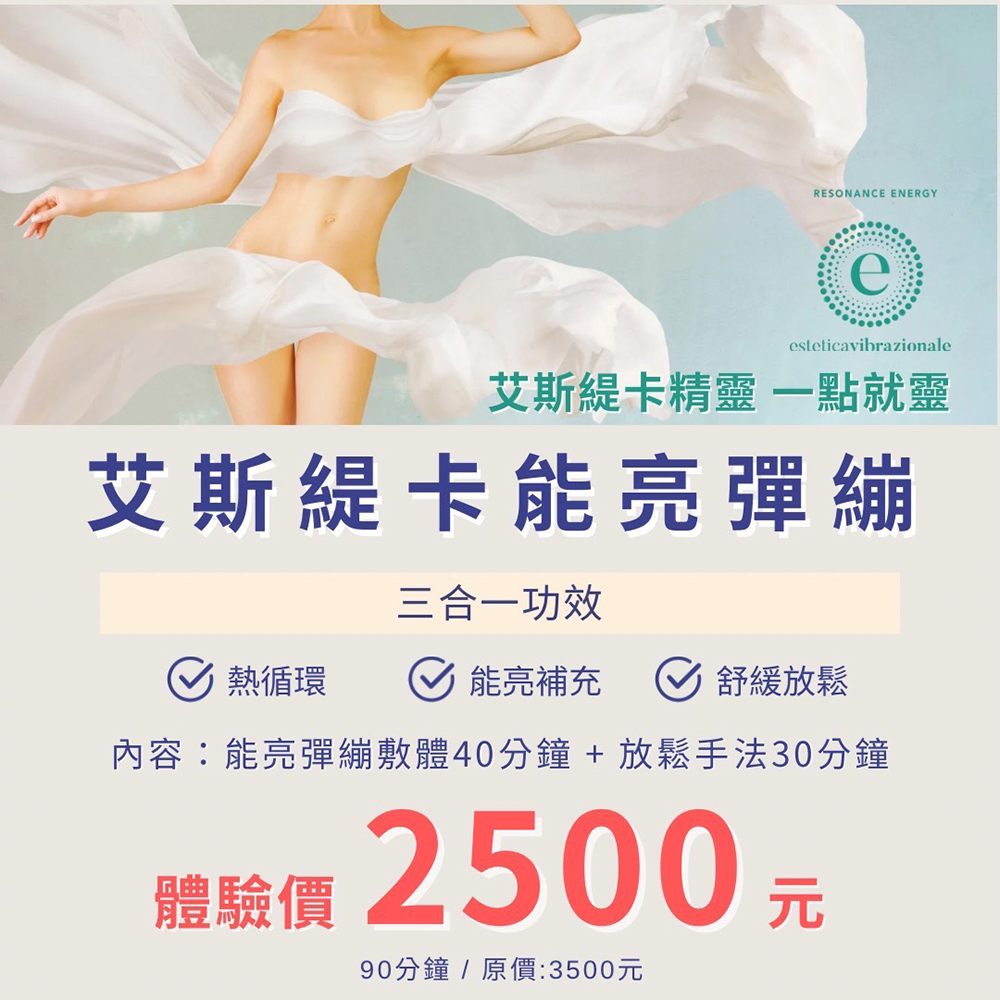 RESONANCE ENERGY
e
esteticavibrazionale
艾斯緹卡精靈 一點就靈
艾斯緹卡能亮彈繃
三合一功效
熱循環 能亮補充 舒緩放鬆
內容：能亮彈繃敷體40分鐘 + 放鬆手法30分鐘
體驗價 2500 元
90分鐘 / 原價:3500元